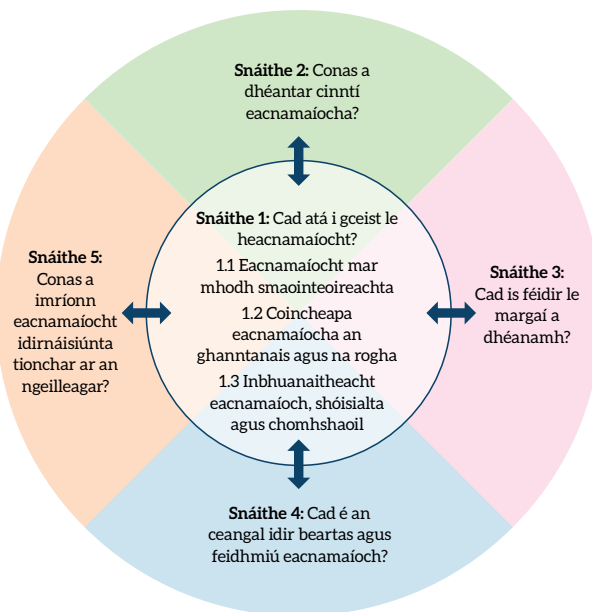 Snáithe 2: Conas a
dhéantar cinntí
eacnamaíocha?
Snáithe 1: Cad atá i gceist le
heacnamaíocht?
1.1 Eacnamaíocht mar
mhodh smaointeoireachta
1.2 Coincheapa
eacnamaíocha an
ghanntanais agus na rogha
1.3 Inbhuanaitheacht
eacnamaíoch, shóisialta
agus chomhshaoil
Snáithe 5:
Conas a
imríonn
eacnamaíocht
idirnáisiúnta
tionchar ar an
ngeilleagar?
Snáithe 3:
Cad is féidir le
margaí a
dhéanamh?
Snáithe 4: Cad é an
ceangal idir beartas agus
feidhmiú eacnamaíoch?